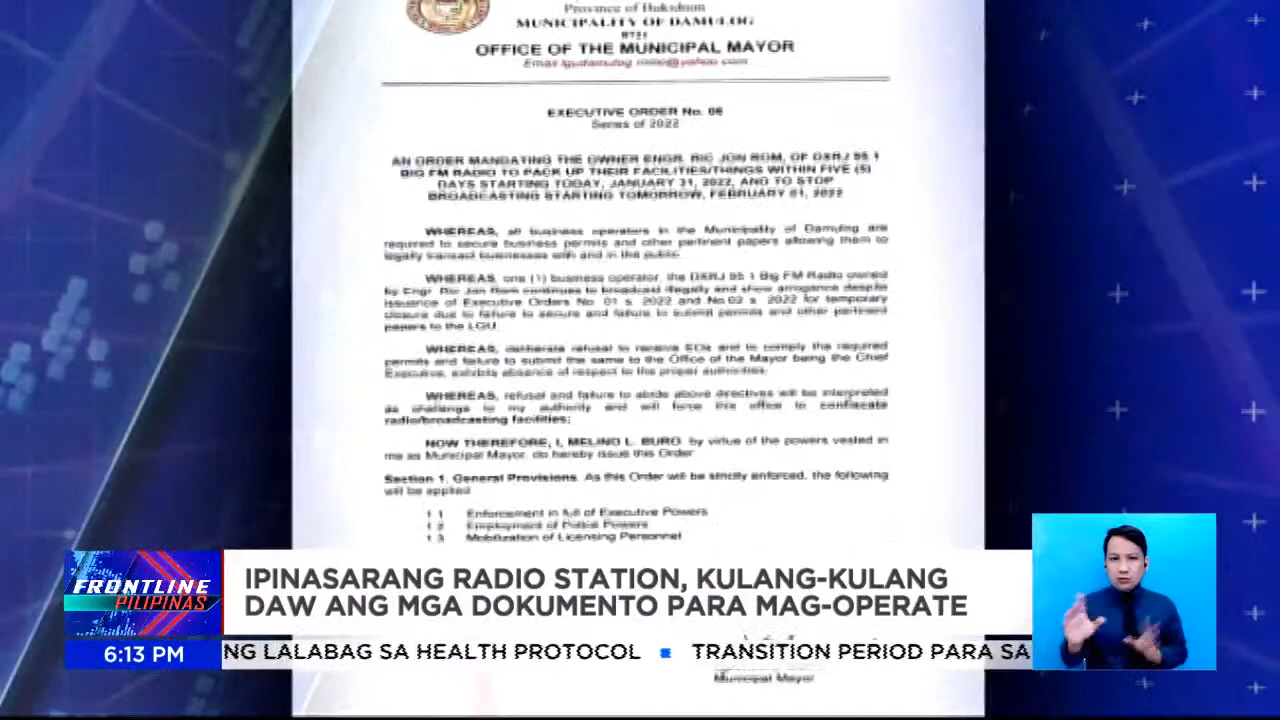 Province of Bukidnon
MUNICIPALITY OF DAMULOG
8721
OFFICE OF THE MUNICIPAL MAYOR
EXECUTIVE ORDER No. 06
Series of 2022
AN ORDER MANDATING THE OWNER ENGR. RIC JON BOM, OF DXRJ 95.1
BIG FM RADIO TO PACK UP THEIR FACILITIES/THINGS WITHIN FIVE (5)
DAYS STARTING TODAY, JANUARY 31, 2022, AND TO STOP
BROADCASTING STARTING TOMORROW, FEBRUARY 01, 2022
WHEREAS, all business operators in the Municipality of Damulog are
required to secure business permits and other pertinent papers allowing them to
legally transact businesses with and in the public.
WHEREAS, one (1) business operator, the DXRJ 95.1 Big FM Radio owned
by Engr. Ric Jon Bom continues to broadcast illegally and show arrogance despite
issuance of Executive Orders No. 01 s. 2022 and No.02 s. 2022 for temporary
closure due to failure to secure and failure to submit permits and other pertinent
papers to the LGU.
WHEREAS, deliberate refusal to receive EOs and to comply the required
permits and failure to submit the same to the Office of the Mayor being the Chief
Executive, exhibits absence of respect to the proper authorities.
WHEREAS, refusal and failure to abide above directives will be interpreted
as challenge to my authority and will force this office to confiscate
radio/broadcasting facilities;
NOW THEREFORE, I, MELINO L. BURO, by virtue of the powers vested in
me as Municipal Mayor, do hereby issue this Order
Section 1. General Provisions. As this Order will be strictly enforced, the following
will be applied
1.1 Enforcement in full of Executive Powers
1.2 Employment of Police Powers
1.3 Mobilization of Licensing Personnel
FRONTLINE
PILIPINAS
IPINASARANG RADIO STATION, KULANG-KULANG
DAW ANG MGA DOKUMENTO PARA MAG-OPERATE
6:13 PM
NG LALABAG SA HEALTH PROTOCOL ▪ TRANSITION PERIOD PARA SA
Municipal Mayor